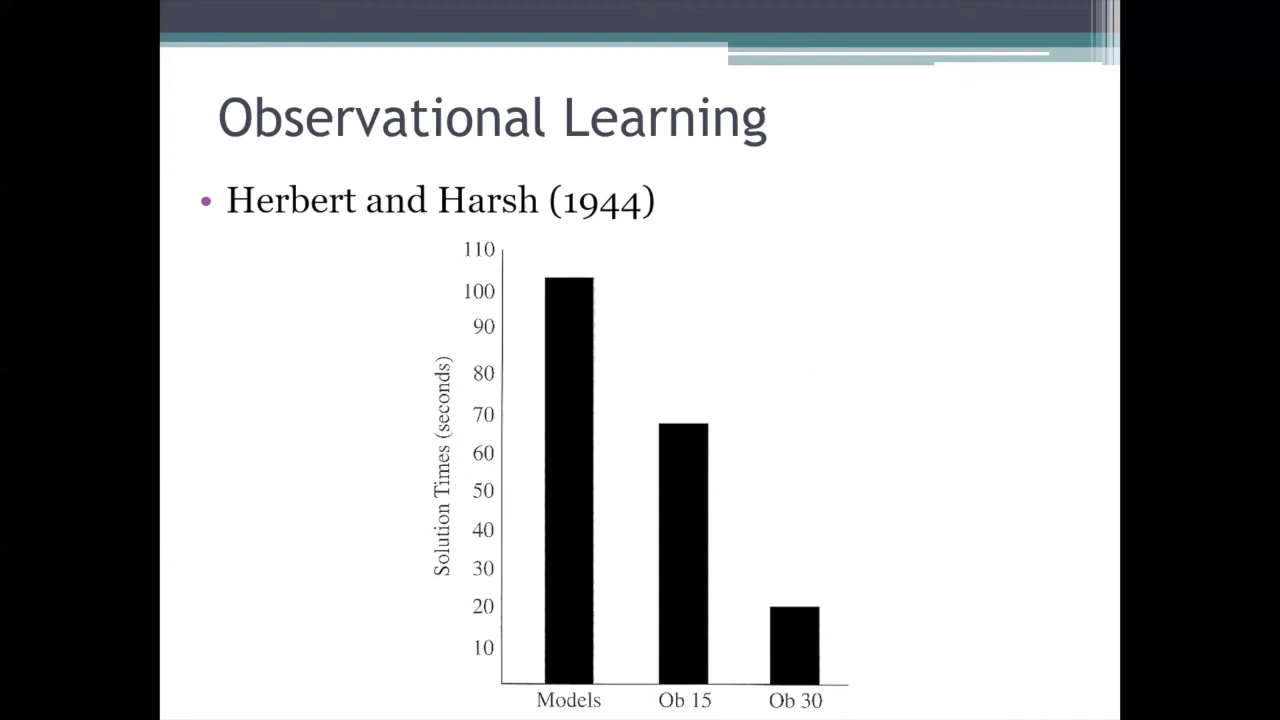 Observational Learning
• Herbert and Harsh (1944)
110
100
90
80
70
60
50
40
30
20
10
Solution Times (seconds)
Models Ob 15 Ob 30